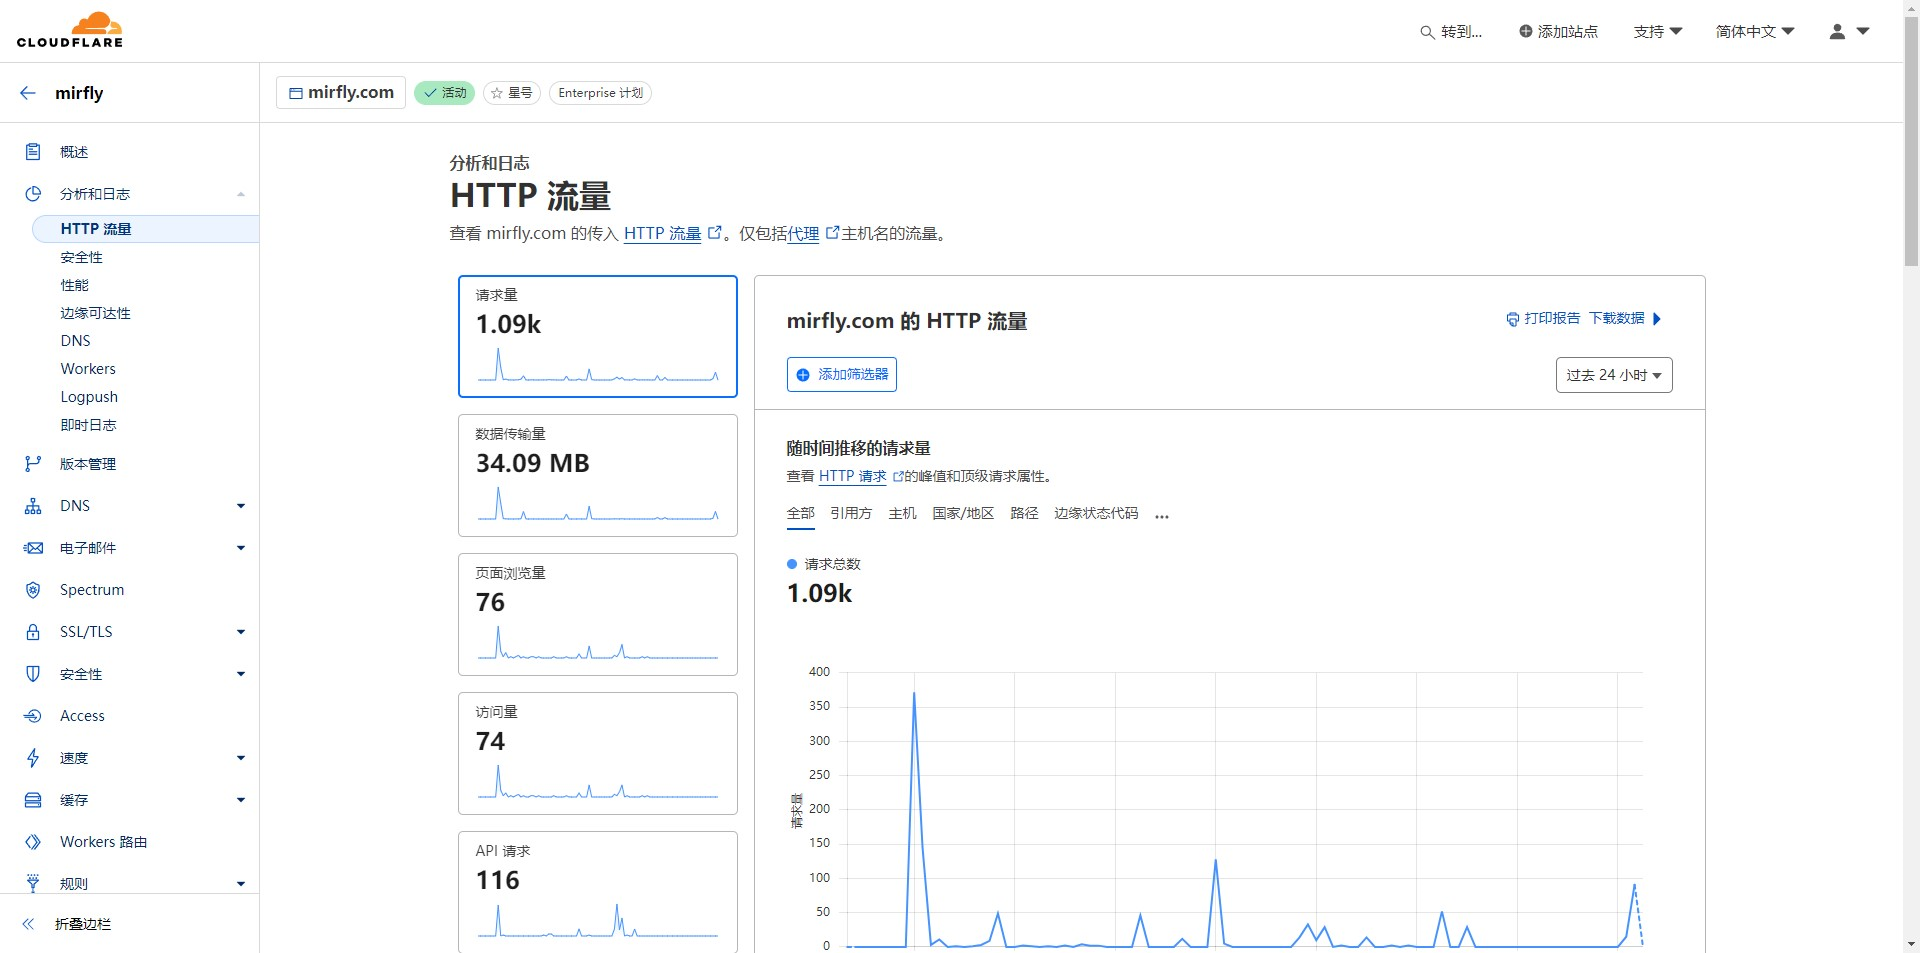 CLOUDFLARE
转到...
添加站点
支持
简体中文
mirfly
mirfly.com
活动
星号
Enterprise 计划
概述
分析和日志
HTTP 流量
安全性
性能
边缘可达性
DNS
Workers
Logpush
即时日志
版本管理
DNS
电子邮件
Spectrum
SSL/TLS
安全性
Access
速度
缓存
Workers 路由
规则
折叠边栏
分析和日志
HTTP 流量
查看 mirfly.com 的传入 HTTP 流量。仅包括代理主机名的流量。
请求量
1.09k
数据传输量
34.09 MB
页面浏览量
76
访问量
74
API 请求
116
mirfly.com 的 HTTP 流量
打印报告 下载数据
添加筛选器
过去 24 小时
随时间推移的请求量
查看 HTTP 请求的峰值和顶级请求属性。
全部 引用方 主机 国家/地区 路径 边缘状态代码 ...
请求总数
1.09k
请求量
400
350
300
250
200
150
100
50
0